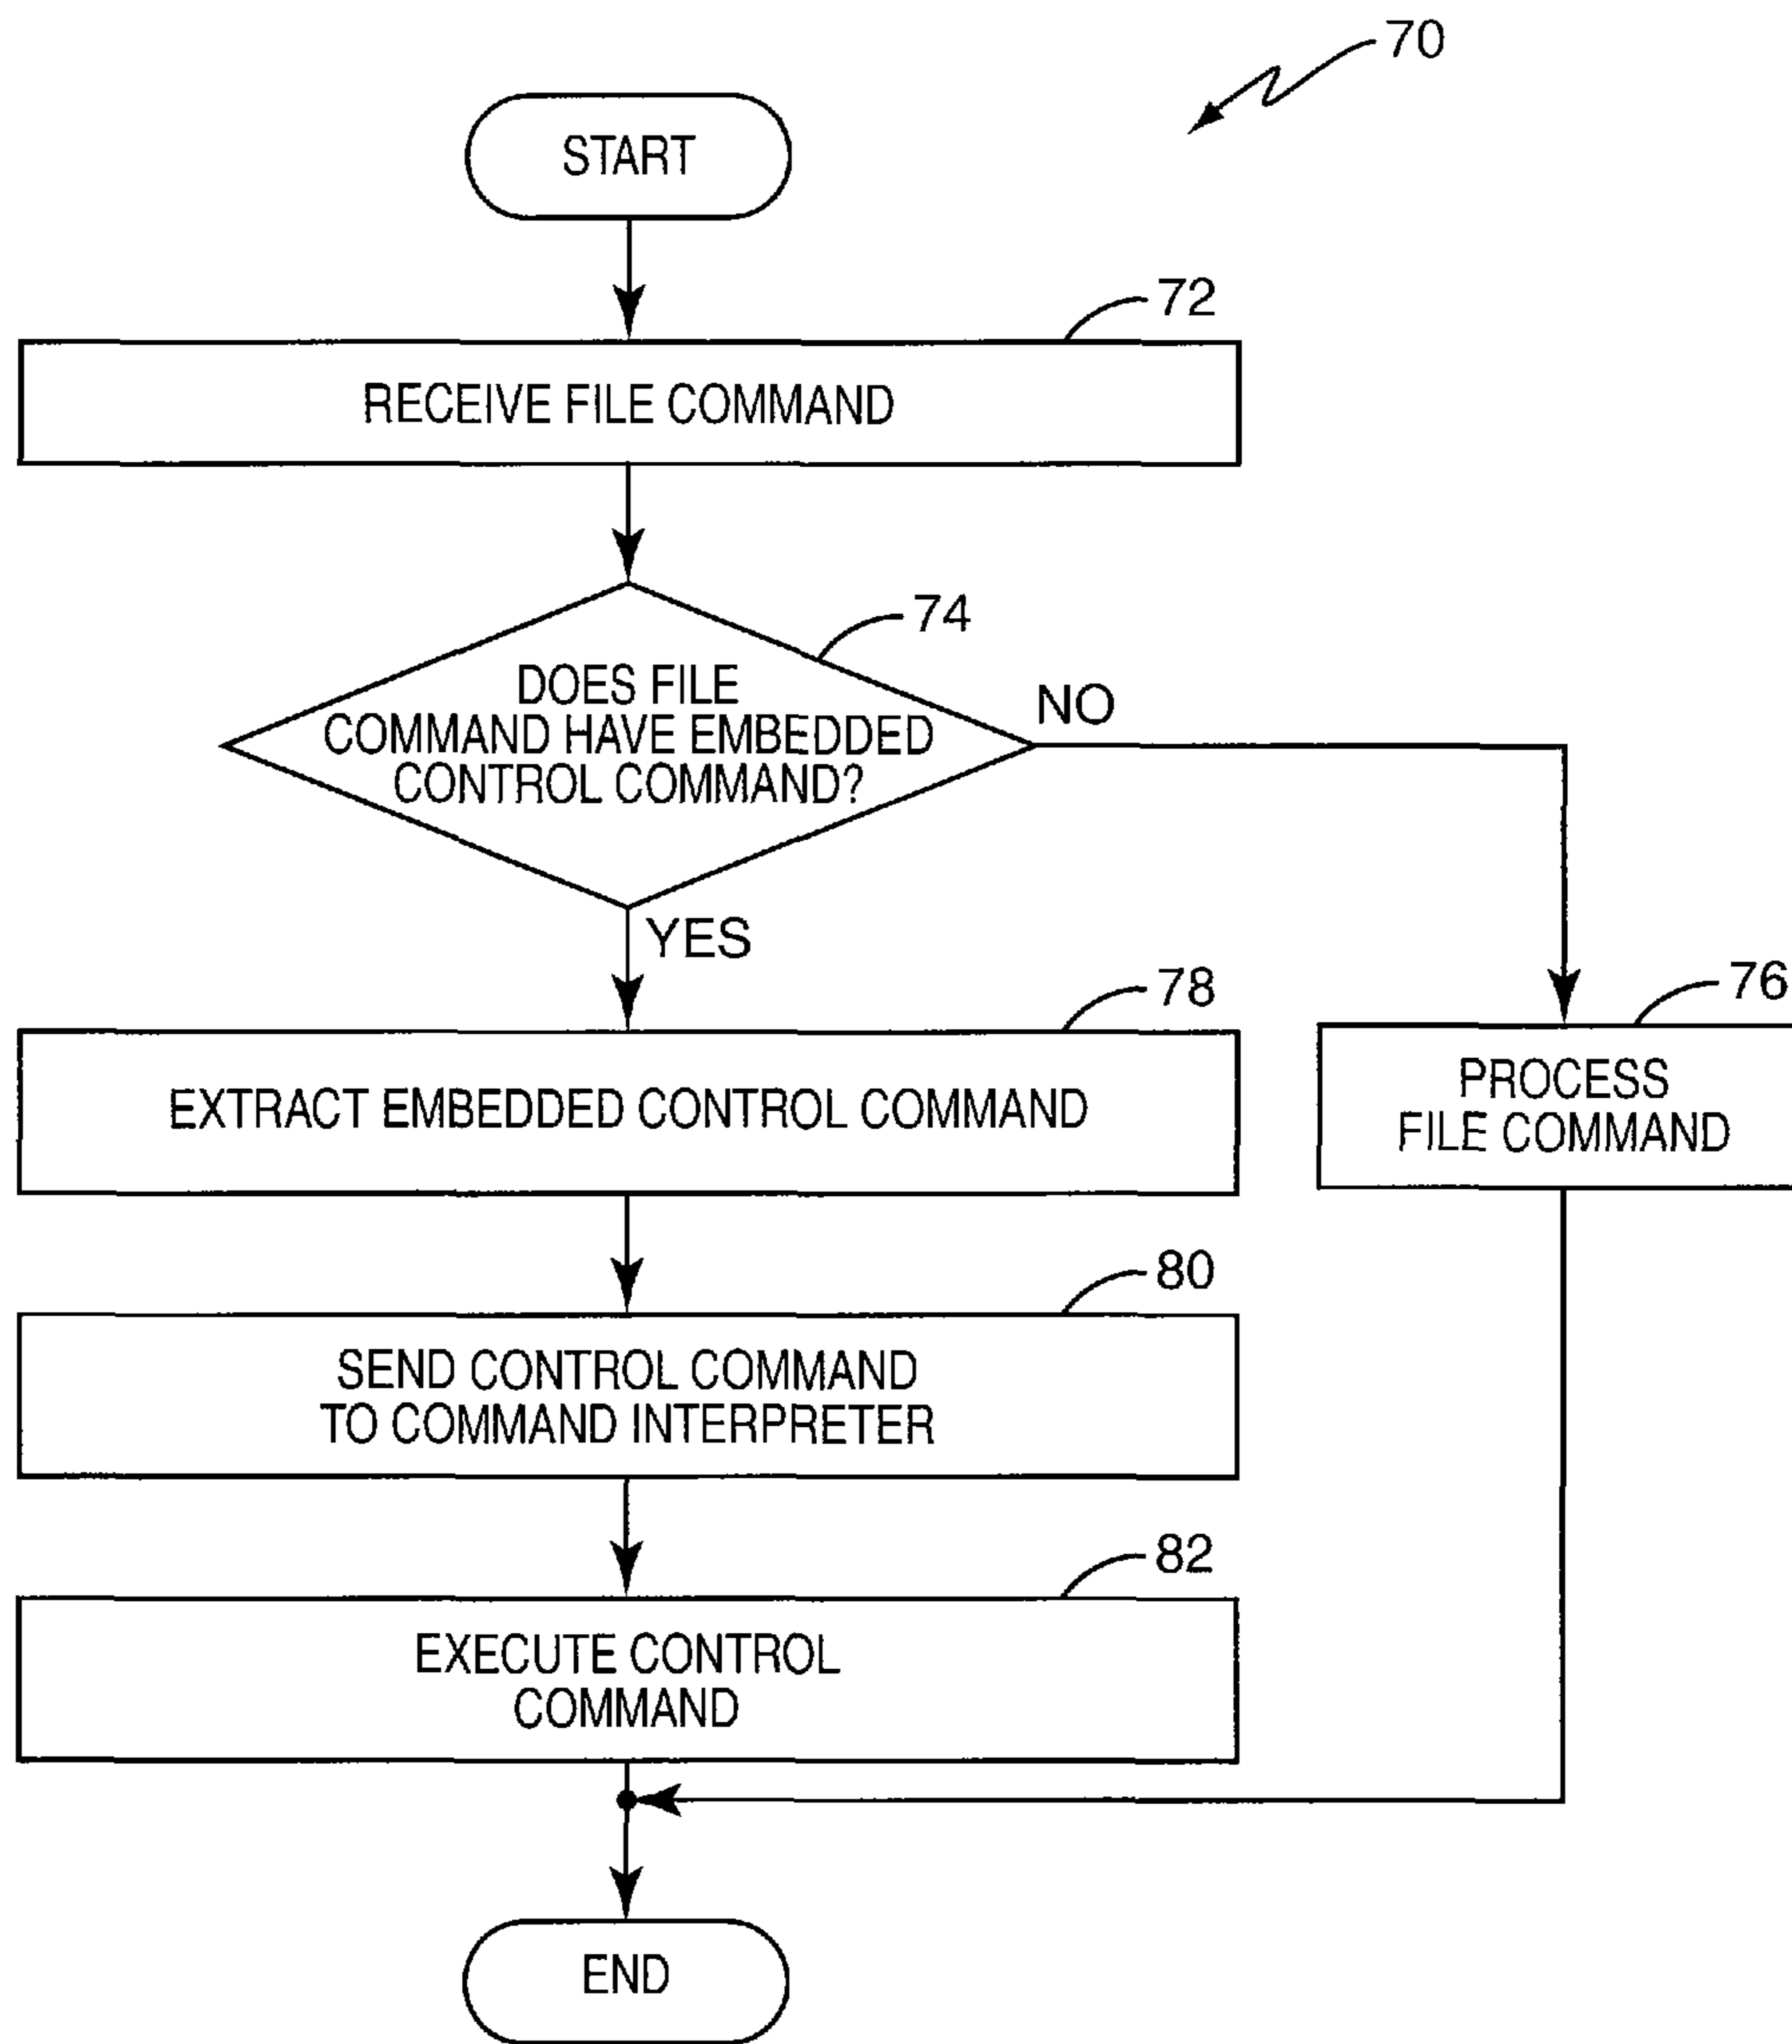 70
START
72
RECEIVE FILE COMMAND
74
DOES FILE
COMMAND HAVE EMBEDDED
CONTROL COMMAND?
NO
YES
78
EXTRACT EMBEDDED CONTROL COMMAND
76
PROCESS
FILE COMMAND
80
SEND CONTROL COMMAND
TO COMMAND INTERPRETER
82
EXECUTE CONTROL
COMMAND
END